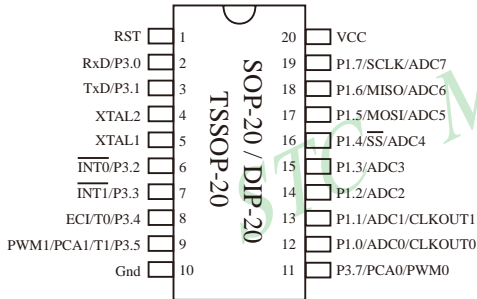 RST 1
RxD/P3.0 2
TxD/P3.1 3
XTAL2 4
XTAL1 5
INT0/P3.2 6
INT1/P3.3 7
ECI/T0/P3.4 8
PWM1/PCA1/T1/P3.5 9
Gnd 10
SOP-20 / DIP-20
TSSOP-20
20 VCC
19 P1.7/SCLK/ADC7
18 P1.6/MISO/ADC6
17 P1.5/MOSI/ADC5
16 P1.4/SS/ADC4
15 P1.3/ADC3
14 P1.2/ADC2
13 P1.1/ADC1/CLKOUT1
12 P1.0/ADC0/CLKOUT0
11 P3.7/PCA0/PWM0
STC M